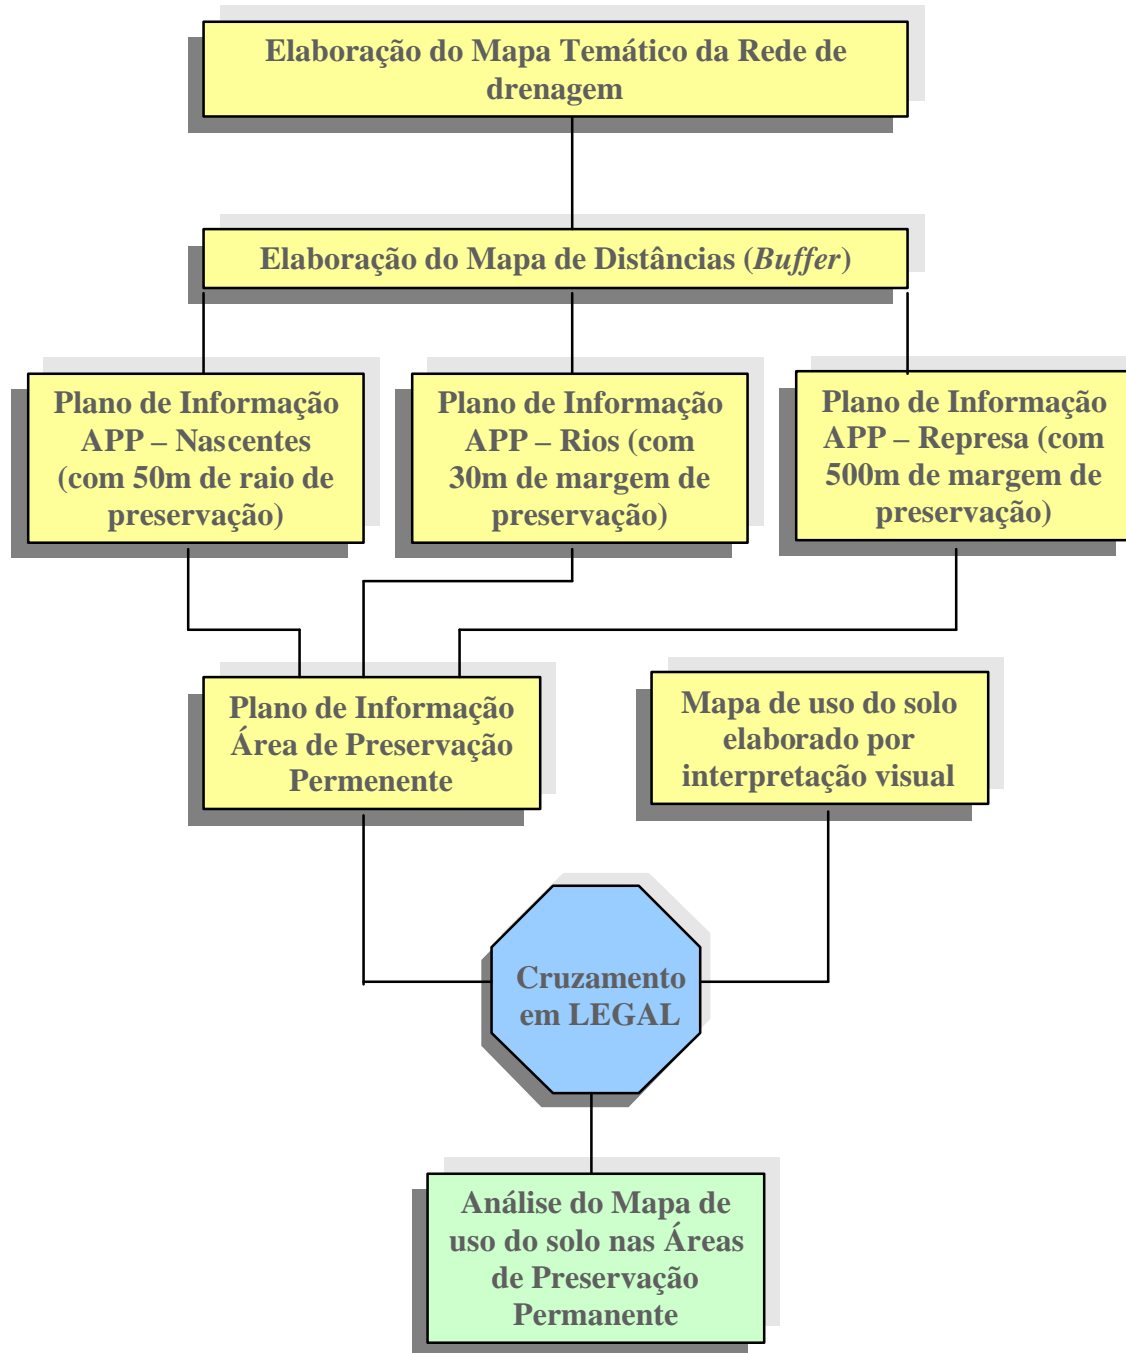 Elaboração do Mapa Temático da Rede de
drenagem
Elaboração do Mapa de Distâncias (Buffer)
Plano de Informação
APP – Nascentes
(com 50m de raio de
preservação)
Plano de Informação
APP – Rios (com
30m de margem de
preservação)
Plano de Informação
APP – Represa (com
500m de margem de
preservação)
Plano de Informação
Área de Preservação
Permenente
Mapa de uso do solo
elaborado por
interpretação visual
Cruzamento
em LEGAL
Análise do Mapa de
uso do solo nas Áreas
de Preservação
Permanente